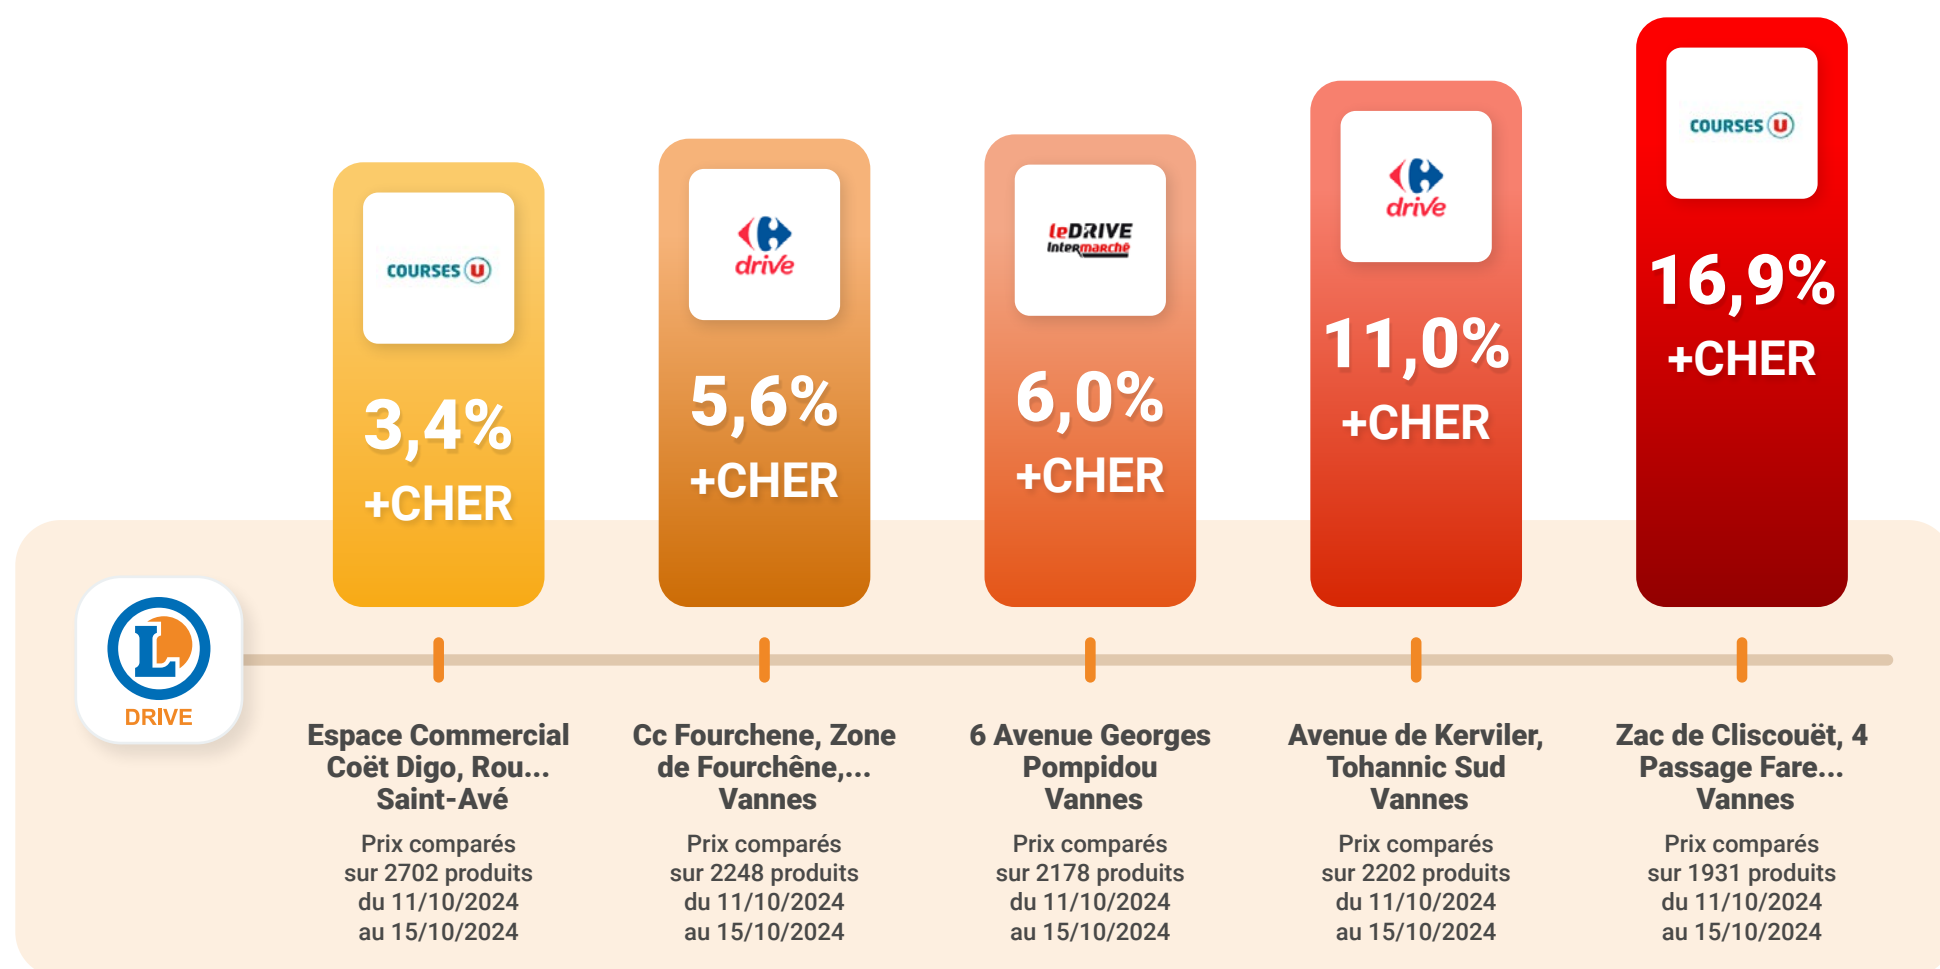 COURSES U
3,4%
+CHER
drive
5,6%
+CHER
leDRIVE
Intermarché
6,0%
+CHER
drive
11,0%
+CHER
COURSES U
16,9%
+CHER
L
DRIVE
Espace Commercial
Coët Digo, Rou...
Saint-Avé
Prix comparés
sur 2702 produits
du 11/10/2024
au 15/10/2024
Cc Fourchene, Zone
de Fourchêne,...
Vannes
Prix comparés
sur 2248 produits
du 11/10/2024
au 15/10/2024
6 Avenue Georges
Pompidou
Vannes
Prix comparés
sur 2178 produits
du 11/10/2024
au 15/10/2024
Avenue de Kerviler,
Tohannic Sud
Vannes
Prix comparés
sur 2202 produits
du 11/10/2024
au 15/10/2024
Zac de Cliscouët, 4
Passage Fare...
Vannes
Prix comparés
sur 1931 produits
du 11/10/2024
au 15/10/2024